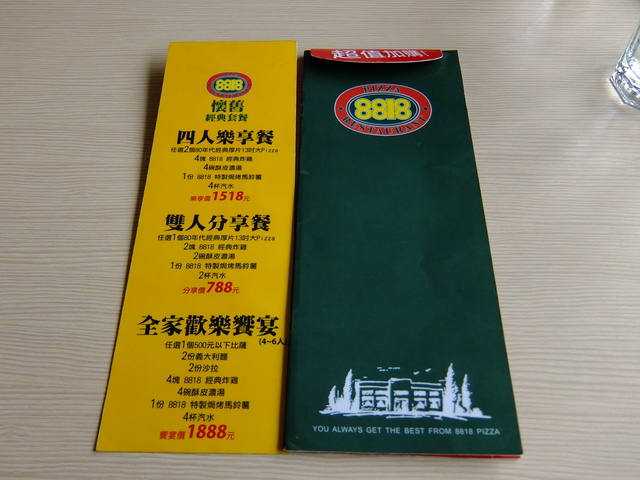 8818
懷舊
經典套餐
四人樂享餐
任選2個80年代經典厚片13吋大Pizza
4塊 8818 經典炸雞
4碗酥皮濃湯
1份 8818 特製焗烤馬鈴薯
4杯汽水
樂享價1518元
雙人分享餐
任選1個80年代經典厚片13吋大Pizza
2塊 8818 經典炸雞
2碗酥皮濃湯
1份 8818 特製焗烤馬鈴薯
2杯汽水
分享價788元
全家歡樂饗宴
(4~6人)
任選1個500元以下比薩
2份義大利麵
2份沙拉
4塊 8818 經典炸雞
4碗酥皮濃湯
1份 8818 特製焗烤馬鈴薯
4杯汽水
饗宴價1888元
超值加購!
PIZZA
8818
RESTAURANT
YOU ALWAYS GET THE BEST FROM 8818 PIZZA